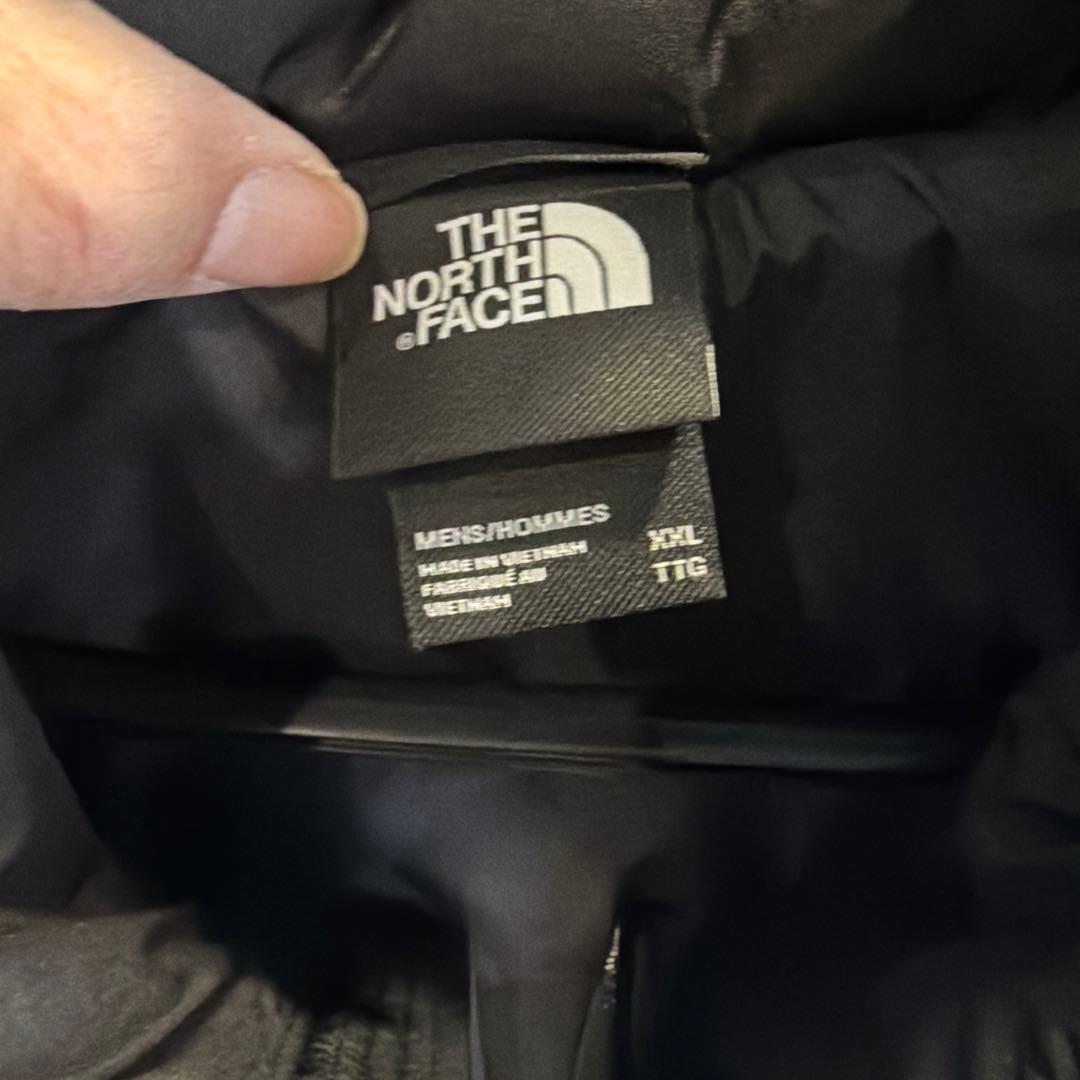 THE
NORTH
FACE
®
MENS/HOMMES
MADE IN VIETNAM
FABRIQUÉ AU
VIETNAM
XXL
TTG